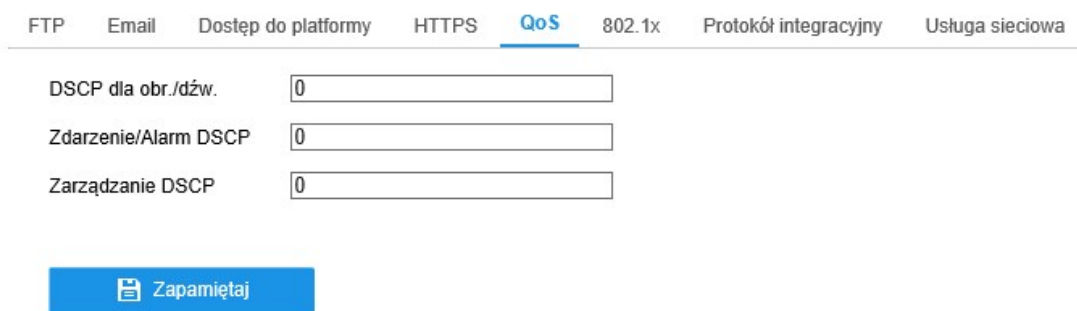 FTP Email Dostęp do platformy HTTPS QoS 802.1x Protokół integracyjny Usługa sieciowa
DSCP dla obr./dźw. 0
Zdarzenie/Alarm DSCP 0
Zarządzanie DSCP 0
Zapamiętaj